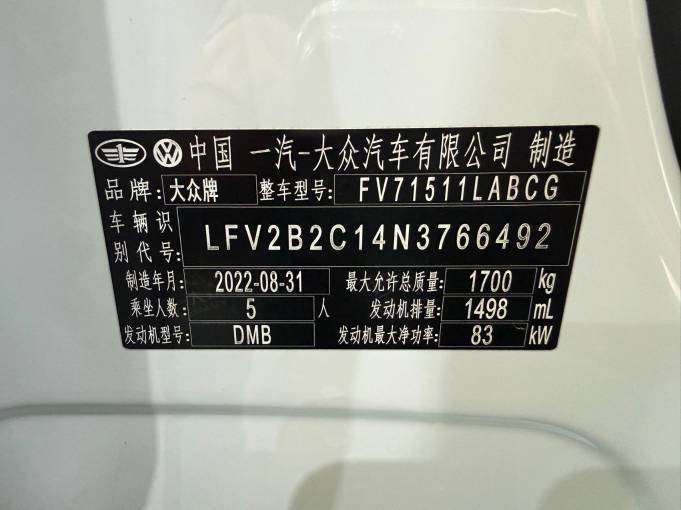 中国 一汽-大众汽车有限公司 制造
品牌: 大众牌 整车型号: FV71511LABCG
车辆识别代号: LFV2B2C14N3766492
制造年月: 2022-08-31 最大允许总质量: 1700 kg
乘坐人数: 5 人 发动机排量: 1498 mL
发动机型号: DMB 发动机最大净功率: 83 kW